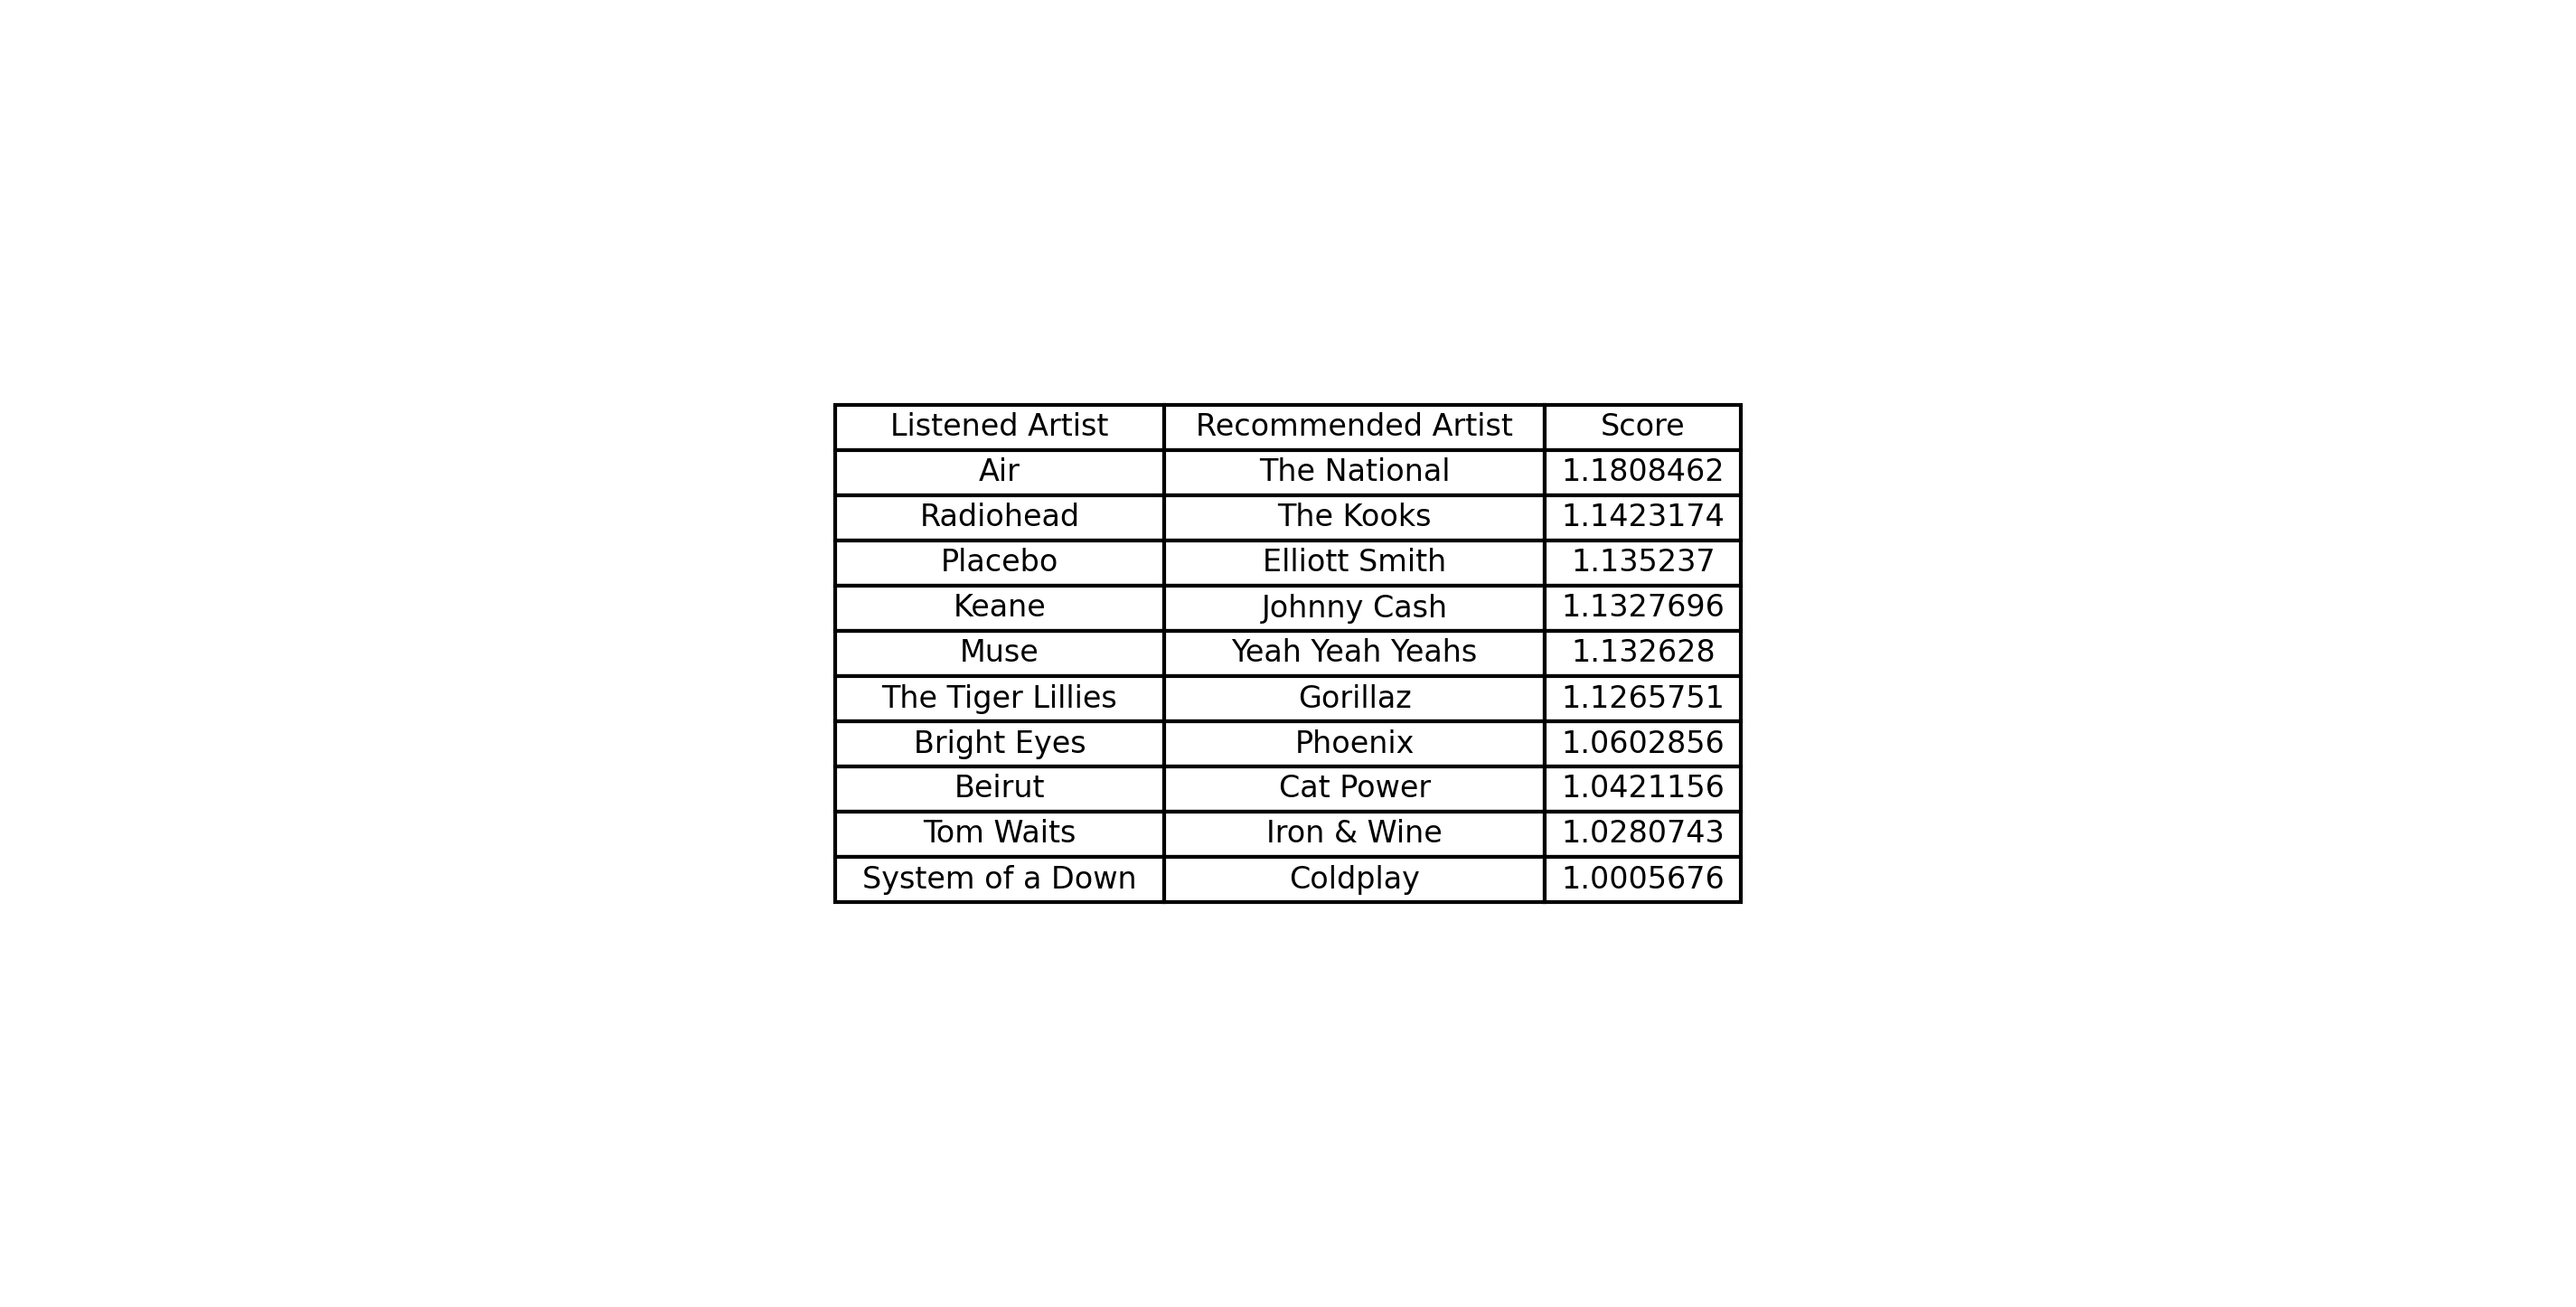 Listened Artist Recommended Artist Score
Air The National 1.1808462
Radiohead The Kooks 1.1423174
Placebo Elliott Smith 1.135237
Keane Johnny Cash 1.1327696
Muse Yeah Yeah Yeahs 1.132628
The Tiger Lillies Gorillaz 1.1265751
Bright Eyes Phoenix 1.0602856
Beirut Cat Power 1.0421156
Tom Waits Iron & Wine 1.0280743
System of a Down Coldplay 1.0005676